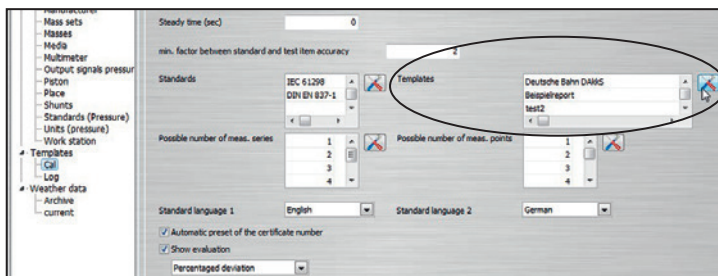 Manufacturer
Mass sets
Masses
Media
Multimeter
Output signals pressur
Piston
Place
Shunts
Standards (Pressure)
Units (pressure)
Work station
Templates
Cal
Log
Weather data
Archive
current
Steady time (sec) 0
min. factor between standard and test item accuracy 2
Standards
IEC 61298
DIN EN 837-1
Templates
Deutsche Bahn DAkkS
Beispielreport
test2
Possible number of meas. series
1
2
3
4
Possible number of meas. points
1
2
3
4
Standard language 1 English
Standard language 2 German
Automatic preset of the certificate number
Show evaluation
Percentaged deviation